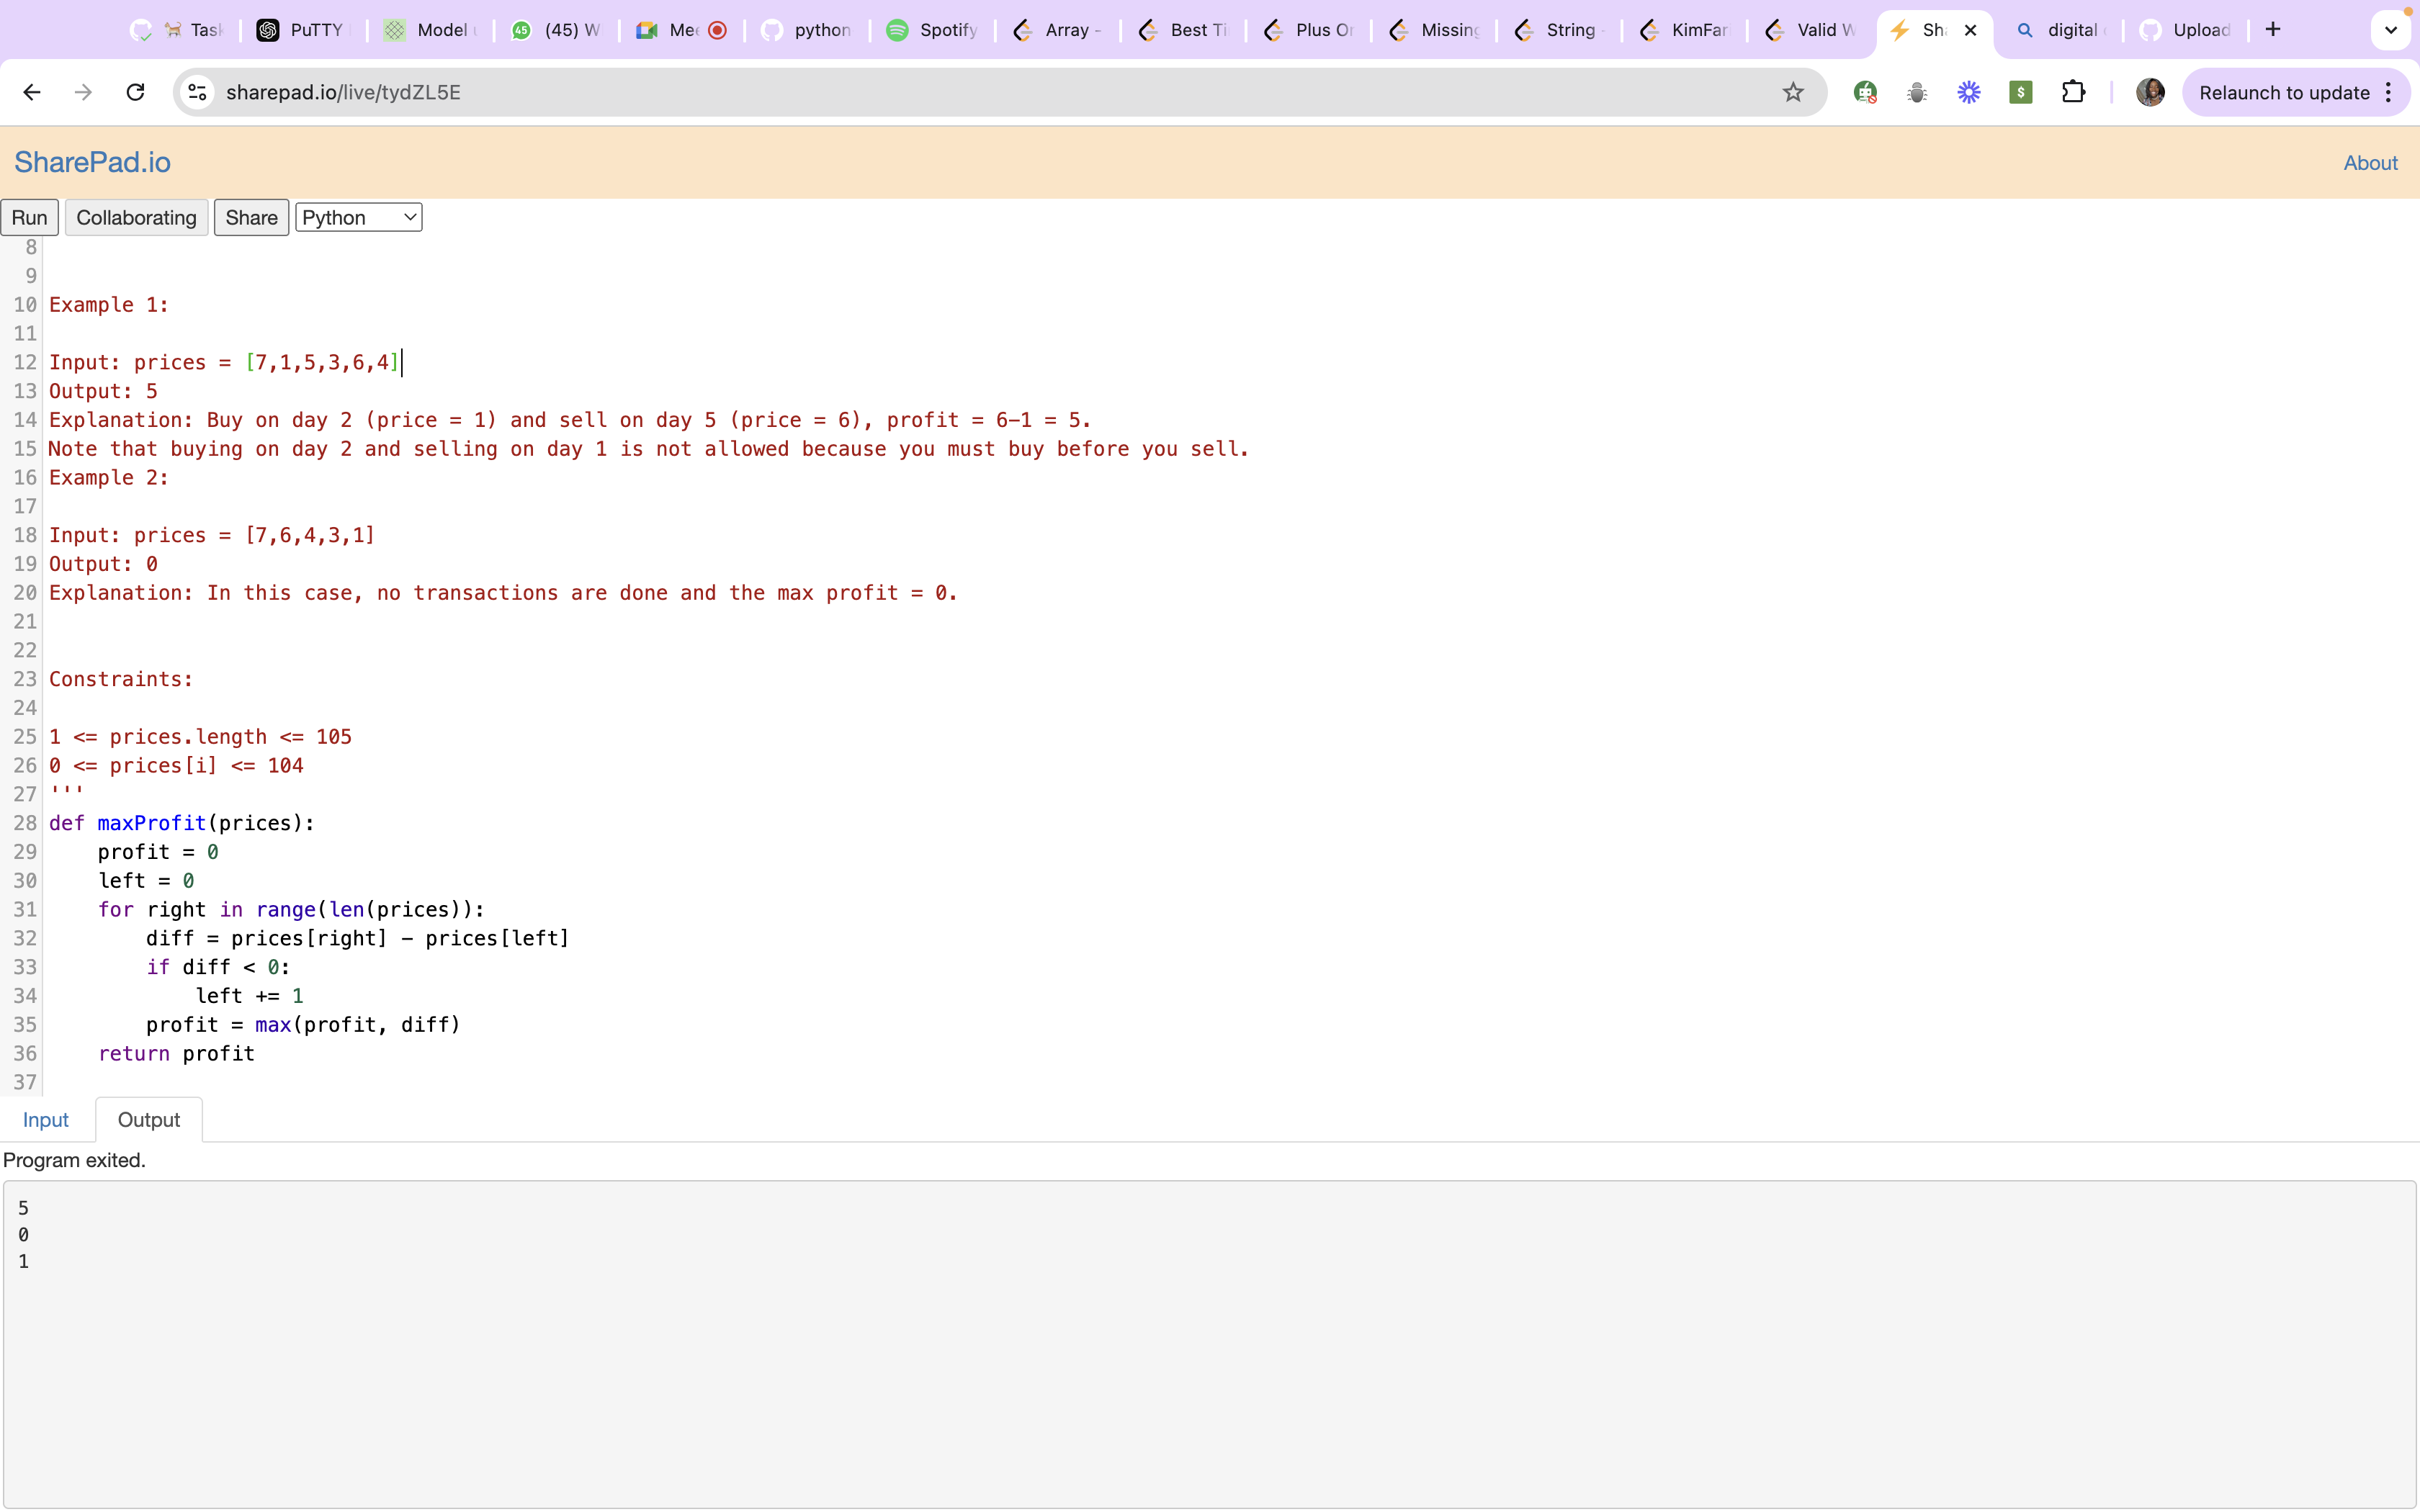 Task
PuTTY
Model
45 (45) W
Mee
python
Spotify
Array -
Best Ti
Plus Or
Missing
String
KimFar
Valid W
Sh
digital
Upload
sharepad.io/live/tydZL5E
$
Relaunch to update
SharePad.io
About
Run Collaborating Share Python
8
9
10 Example 1:
11
12 Input: prices = [7,1,5,3,6,4]
13 Output: 5
14 Explanation: Buy on day 2 (price = 1) and sell on day 5 (price = 6), profit = 6-1 = 5.
15 Note that buying on day 2 and selling on day 1 is not allowed because you must buy before you sell.
16 Example 2:
17
18 Input: prices = [7,6,4,3,1]
19 Output: 0
20 Explanation: In this case, no transactions are done and the max profit = 0.
21
22
23 Constraints:
24
25 1 <= prices.length <= 105
26 0 <= prices[i] <= 104
27 '''
28 def maxProfit(prices):
29     profit = 0
30     left = 0
31     for right in range(len(prices)):
32         diff = prices[right] - prices[left]
33         if diff < 0:
34             left += 1
35         profit = max(profit, diff)
36     return profit
37
Input Output
Program exited.
5
0
1